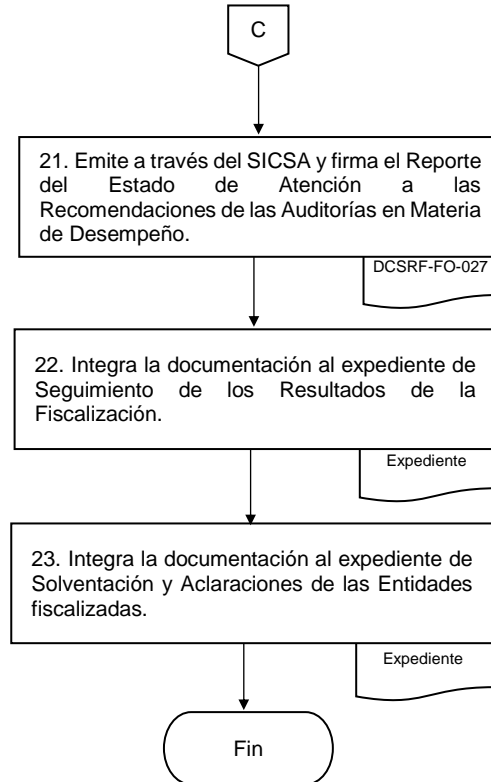 C
21. Emite a través del SICSA y firma el Reporte
del Estado de Atención a las
Recomendaciones de las Auditorías en Materia
de Desempeño.
DCSRF-FO-027
22. Integra la documentación al expediente de
Seguimiento de los Resultados de la
Fiscalización.
Expediente
23. Integra la documentación al expediente de
Solventación y Aclaraciones de las Entidades
fiscalizadas.
Expediente
Fin